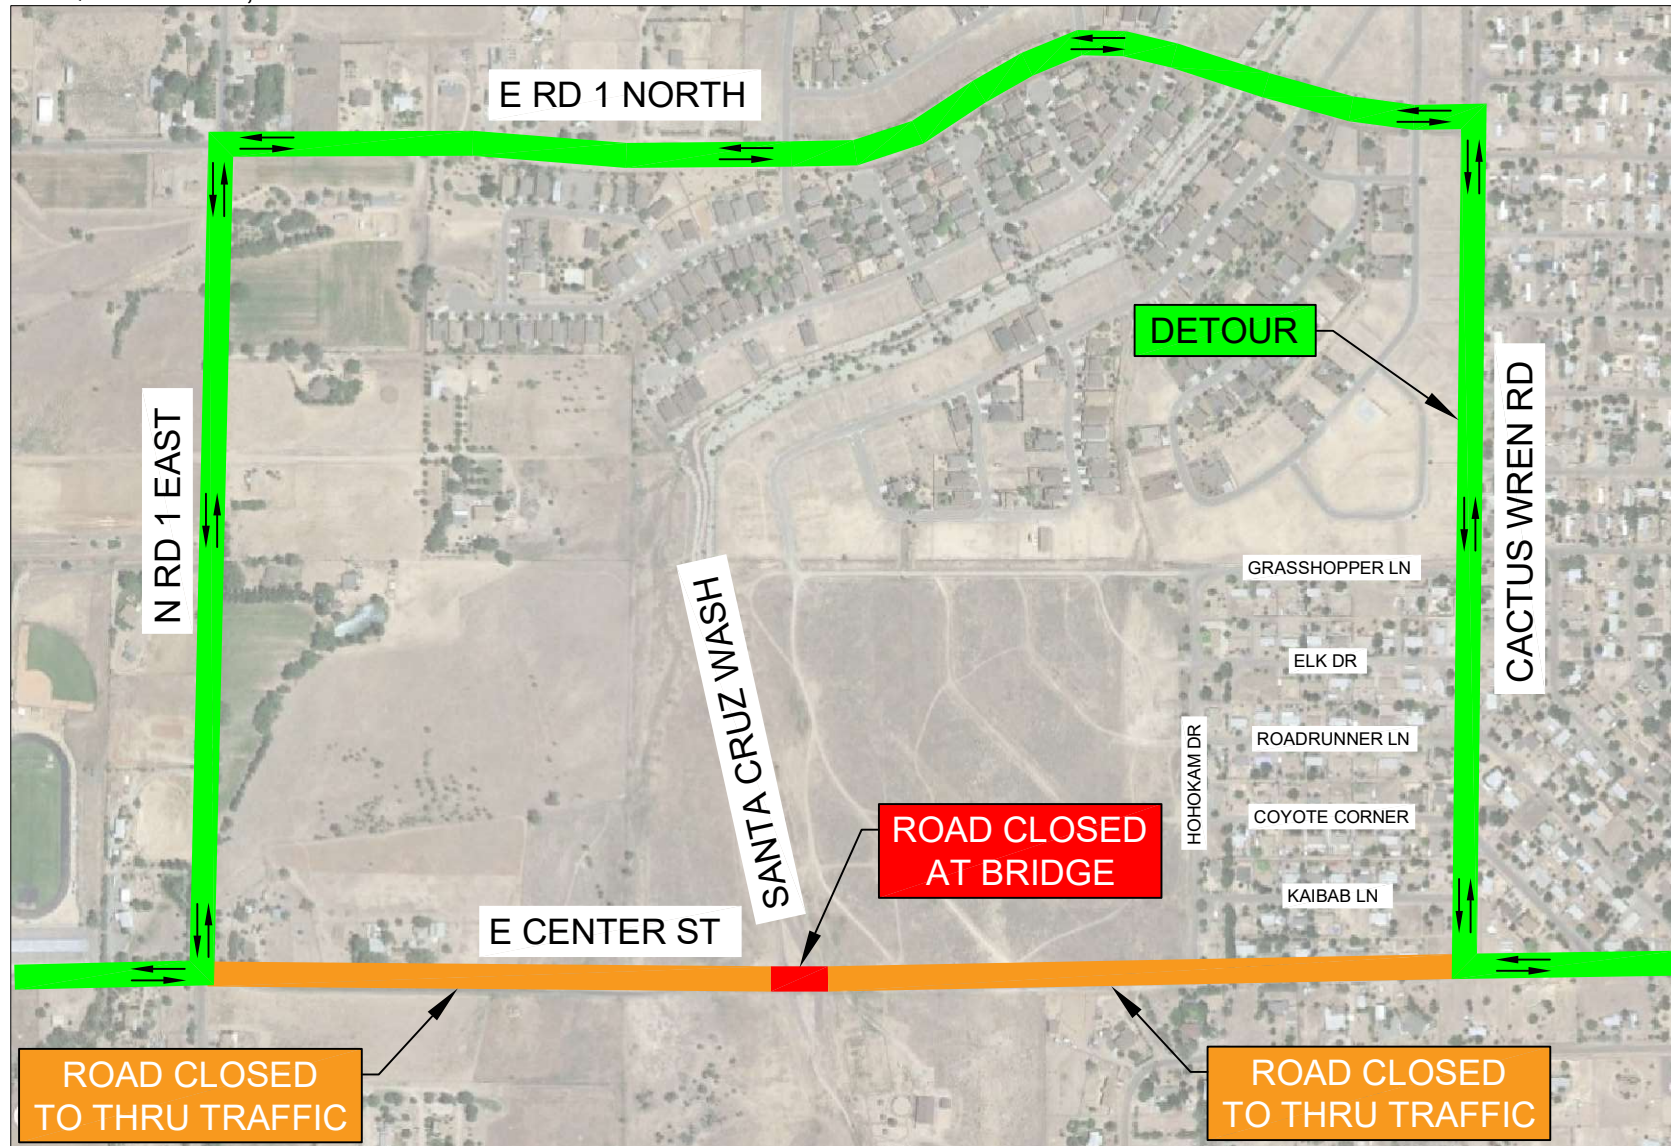 E RD 1 NORTH
DETOUR
N RD 1 EAST
CACTUS WREN RD
GRASSHOPPER LN
SANTA CRUZ WASH
ELK DR
HOHOKAM DR
ROADRUNNER LN
COYOTE CORNER
ROAD CLOSED
AT BRIDGE
KAIBAB LN
E CENTER ST
ROAD CLOSED
TO THRU TRAFFIC
ROAD CLOSED
TO THRU TRAFFIC